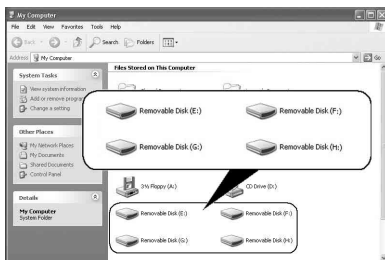 My Computer
File Edit View Favorites Tools Help
Back Search Folders
Address My Computer Go
System Tasks
View system information
Add or remove progra
Change a setting
Other Places
My Network Places
My Documents
Shared Documents
Control Panel
Details
My Computer
System Folder
Files Stored on This Computer
Removable Disk (E:) Removable Disk (F:)
Removable Disk (G:) Removable Disk (H:)
3½ Floppy (A:) CD Drive (D:)
Removable Disk (E:) Removable Disk (F:)
Removable Disk (G:) Removable Disk (H:)